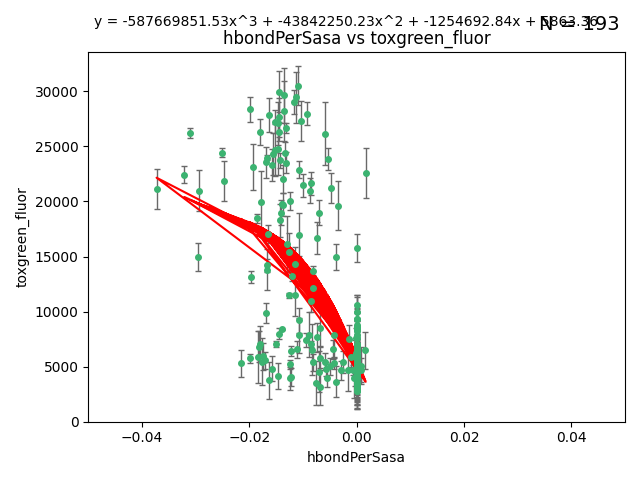 y = -587669851.53x^3 + -43842250.23x^2 + -1254692.84x + 5863.36
N = 193
hbondPerSasa vs toxgreen_fluor
30000
25000
20000
15000
10000
5000
0
toxgreen_fluor
-0.04
-0.02
0.00
0.02
0.04
hbondPerSasa